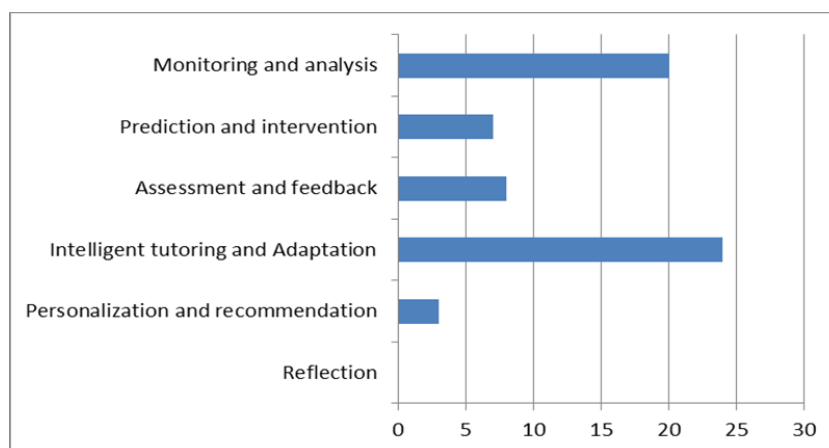 Monitoring and analysis
Prediction and intervention
Assessment and feedback
Intelligent tutoring and Adaptation
Personalization and recommendation
Reflection
0 5 10 15 20 25 30